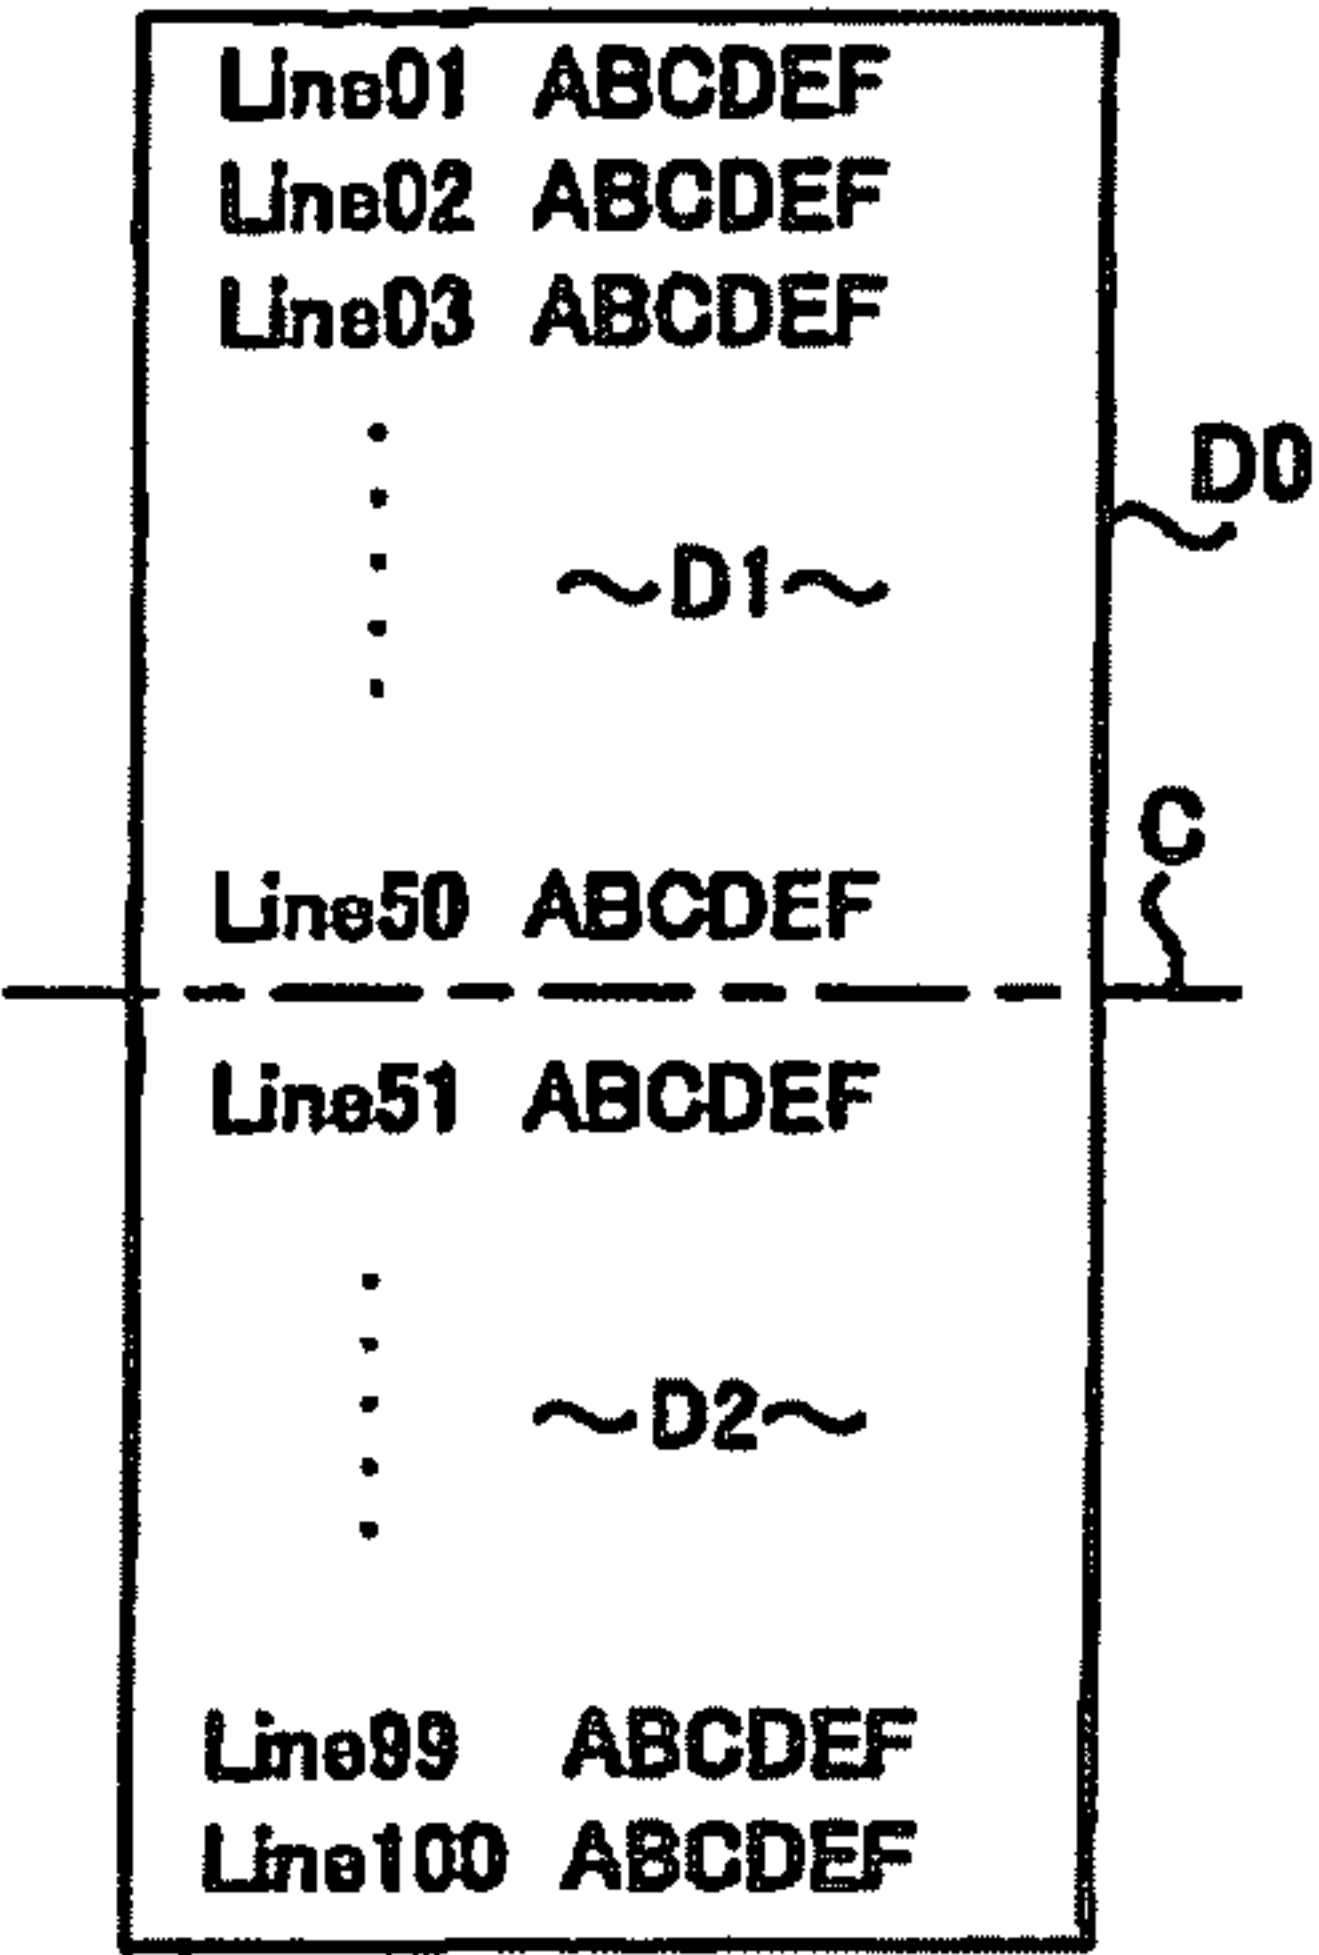 Line01 ABCDEF
Line02 ABCDEF
Line03 ABCDEF
D0
~D1~
C
Line50 ABCDEF
Line51 ABCDEF
~D2~
Line99 ABCDEF
Line100 ABCDEF